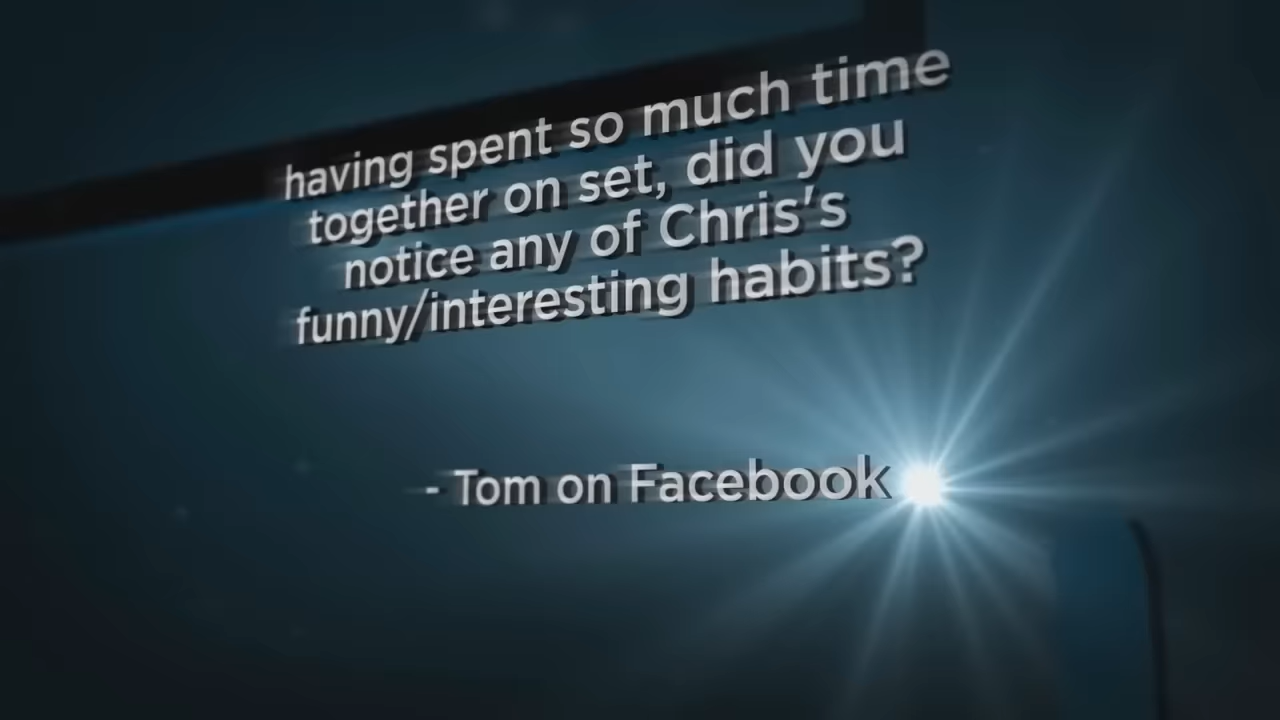 having spent so much time
together on set, did you
notice any of Chris's
funny/interesting habits?
- Tom on Facebook